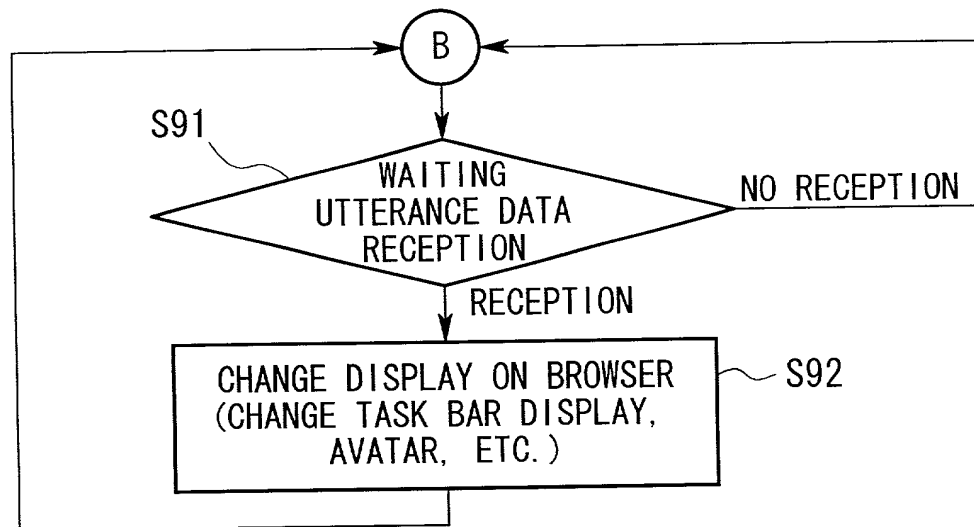 B
S91
WAITING
UTTERANCE DATA
RECEPTION
NO RECEPTION
RECEPTION
CHANGE DISPLAY ON BROWSER
(CHANGE TASK BAR DISPLAY,
AVATAR, ETC.)
S92